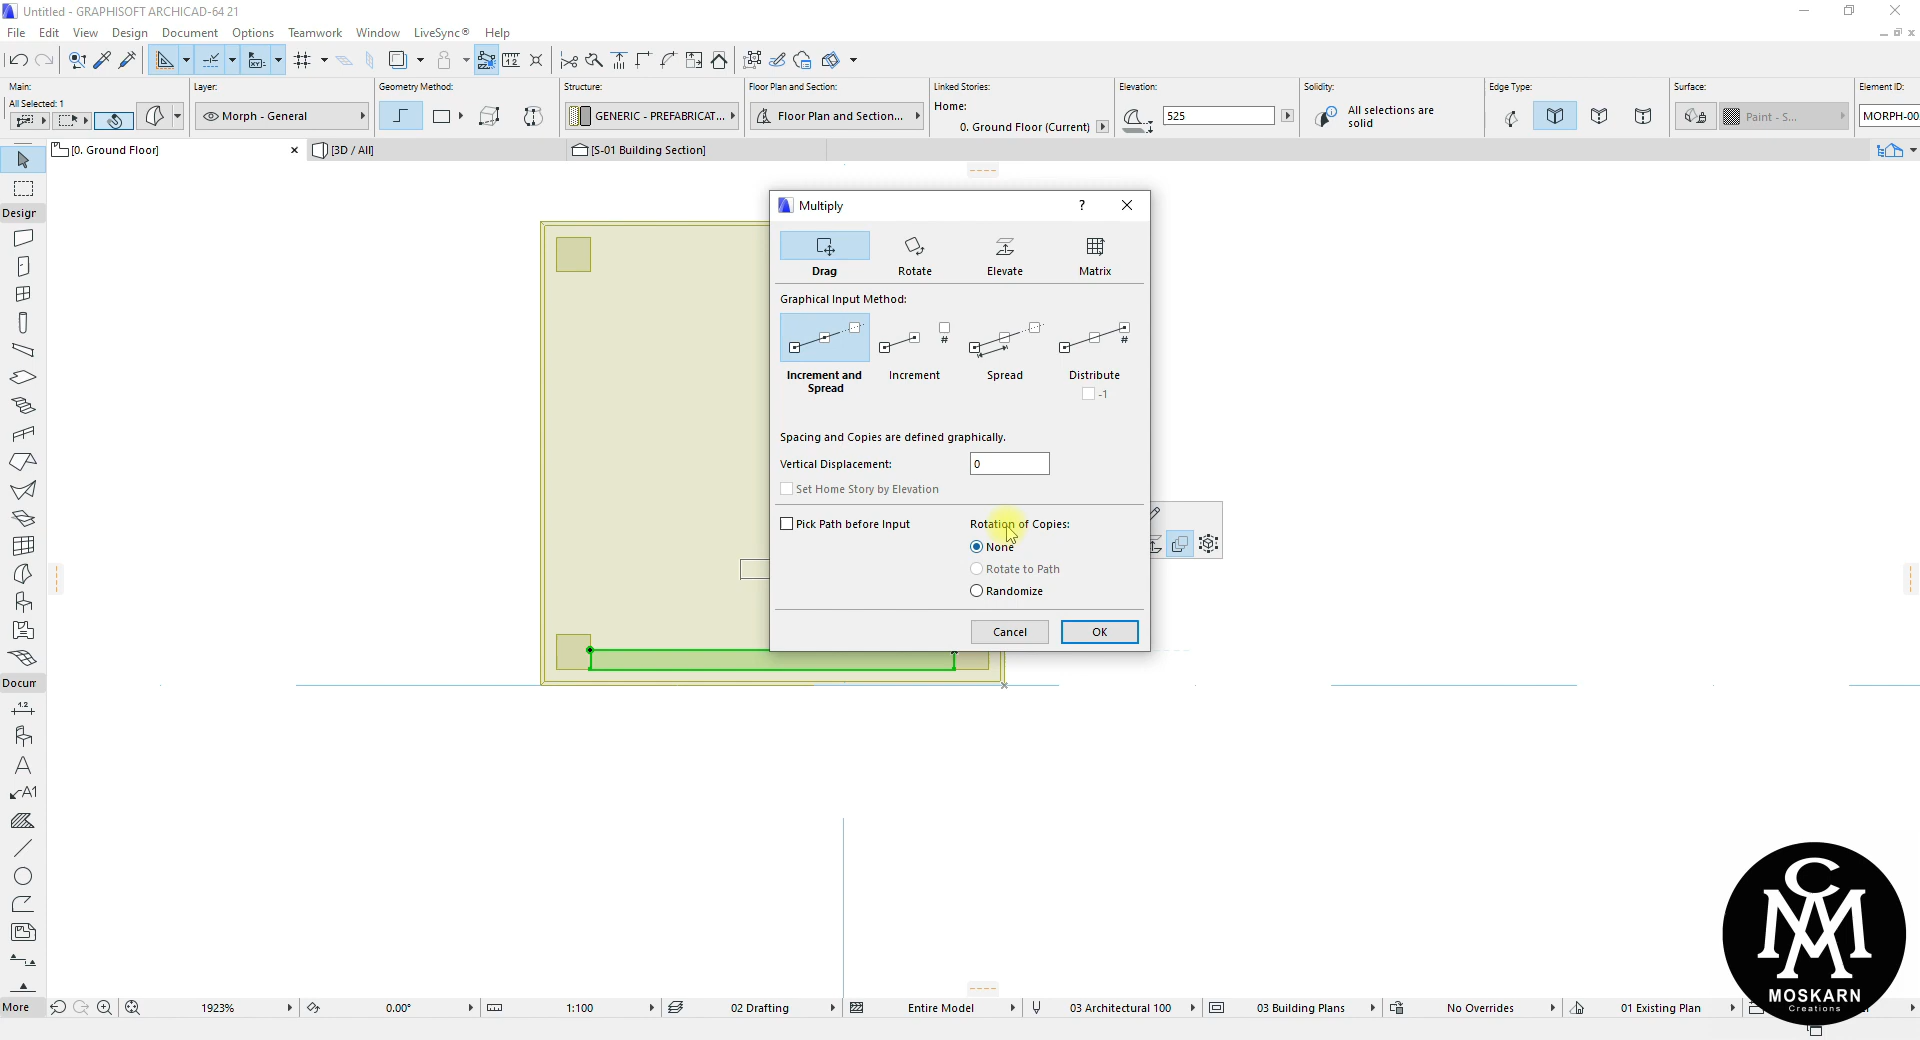 Untitled - GRAPHISOFT ARCHICAD-64 21
File Edit View Design Document Options Teamwork Window LiveSync® Help
Main:
All Selected: 1
Layer:
Morph - General
Geometry Method:
Structure:
GENERIC - PREFABRICAT...
Floor Plan and Section:
Floor Plan and Section...
Linked Stories:
Home:
0. Ground Floor (Current)
Elevation:
525
Solidity:
All selections are
solid
Edge Type:
Surface:
Paint - S...
Element ID:
MORPH-00
[0. Ground Floor]
[3D / All]
[S-01 Building Section]
Design
Docum
More
Multiply
?
Drag Rotate Elevate Matrix
Graphical Input Method:
# #
Increment and
Spread
Increment Spread Distribute
-1
Spacing and Copies are defined graphically.
Vertical Displacement: 0
Set Home Story by Elevation
Pick Path before Input
Rotation of Copies:
None
Rotate to Path
Randomize
Cancel OK
1923% 0.00° 1:100 02 Drafting Entire Model 03 Architectural 100 03 Building Plans No Overrides 01 Existing Plan
MOSKARN
Creations